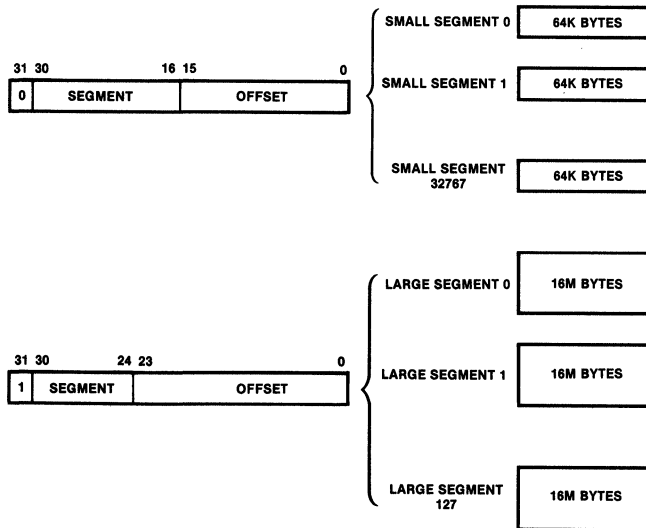 SMALL SEGMENT 0
64K BYTES
31 30 16 15 0
0 SEGMENT OFFSET
SMALL SEGMENT 1
64K BYTES
SMALL SEGMENT
32767
64K BYTES
LARGE SEGMENT 0
16M BYTES
31 30 24 23 0
1 SEGMENT OFFSET
LARGE SEGMENT 1
16M BYTES
LARGE SEGMENT
127
16M BYTES